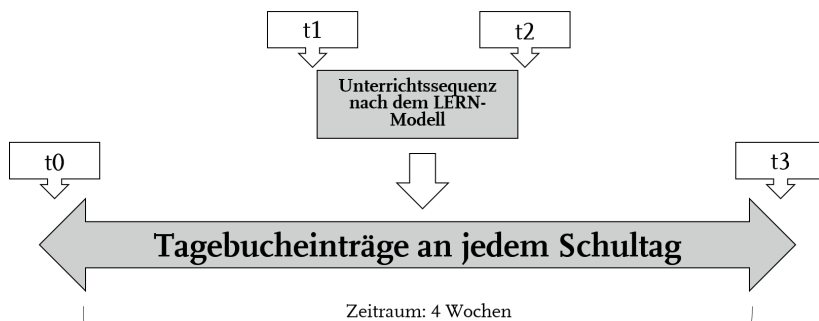 t1
t2
Unterrichtssequenz
nach dem LERN-
Modell
t0
t3
Tagebucheinträge an jedem Schultag
Zeitraum: 4 Wochen